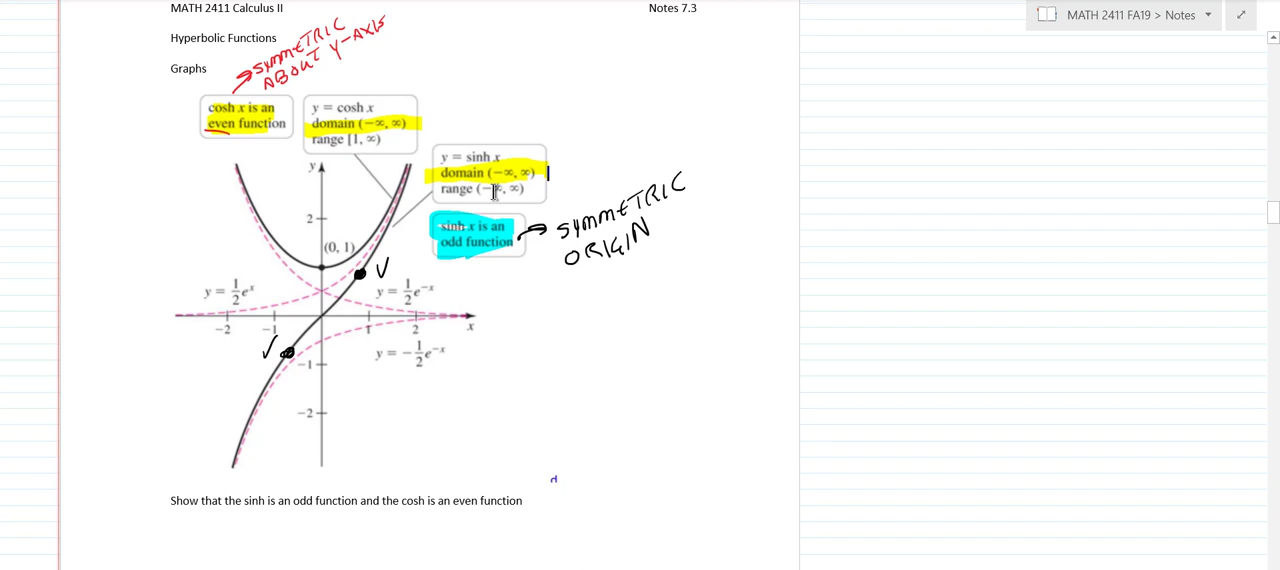 MATH 2411 Calculus II
Notes 7.3
MATH 2411 FA19 > Notes
Hyperbolic Functions
Graphs
SYMMETRIC
ABOUT Y-AXIS
cosh x is an
even function
y = cosh x
domain (−∞, ∞)
range [1, ∞)
y = sinh x
domain (−∞, ∞)
range (−∞, ∞)
sinh x is an
odd function
SYMMETRIC
ORIGIN
y
2
(0, 1)
y = 1/2 e^x
y = 1/2 e^−x
−2
−1
1
2
x
y = −1/2 e^−x
−1
−2
d
Show that the sinh is an odd function and the cosh is an even function